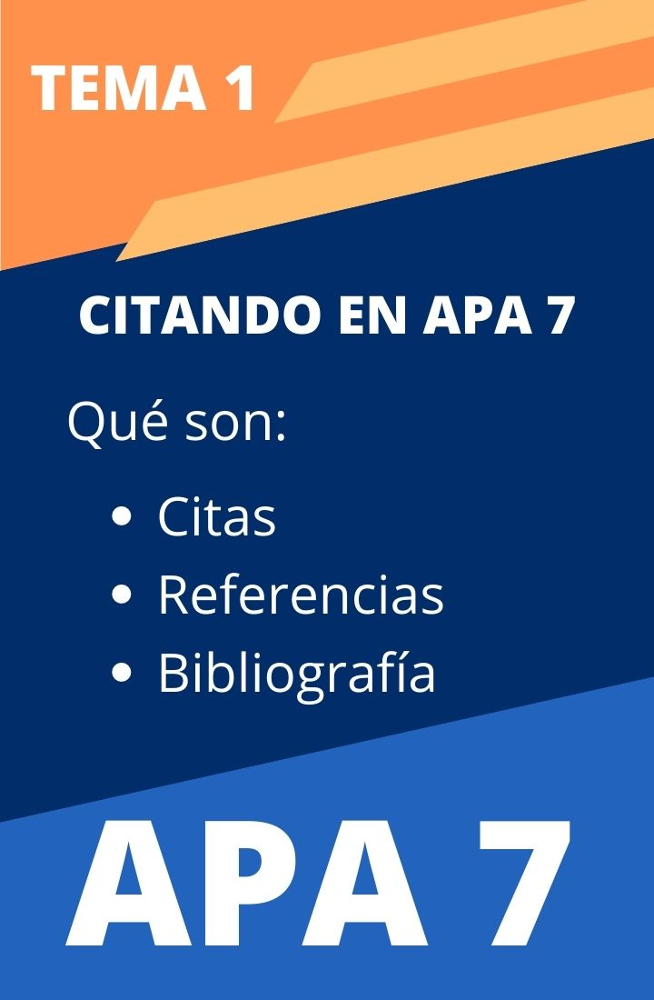 TEMA 1
CITANDO EN APA 7
Qué son:
• Citas
• Referencias
• Bibliografía
APA 7